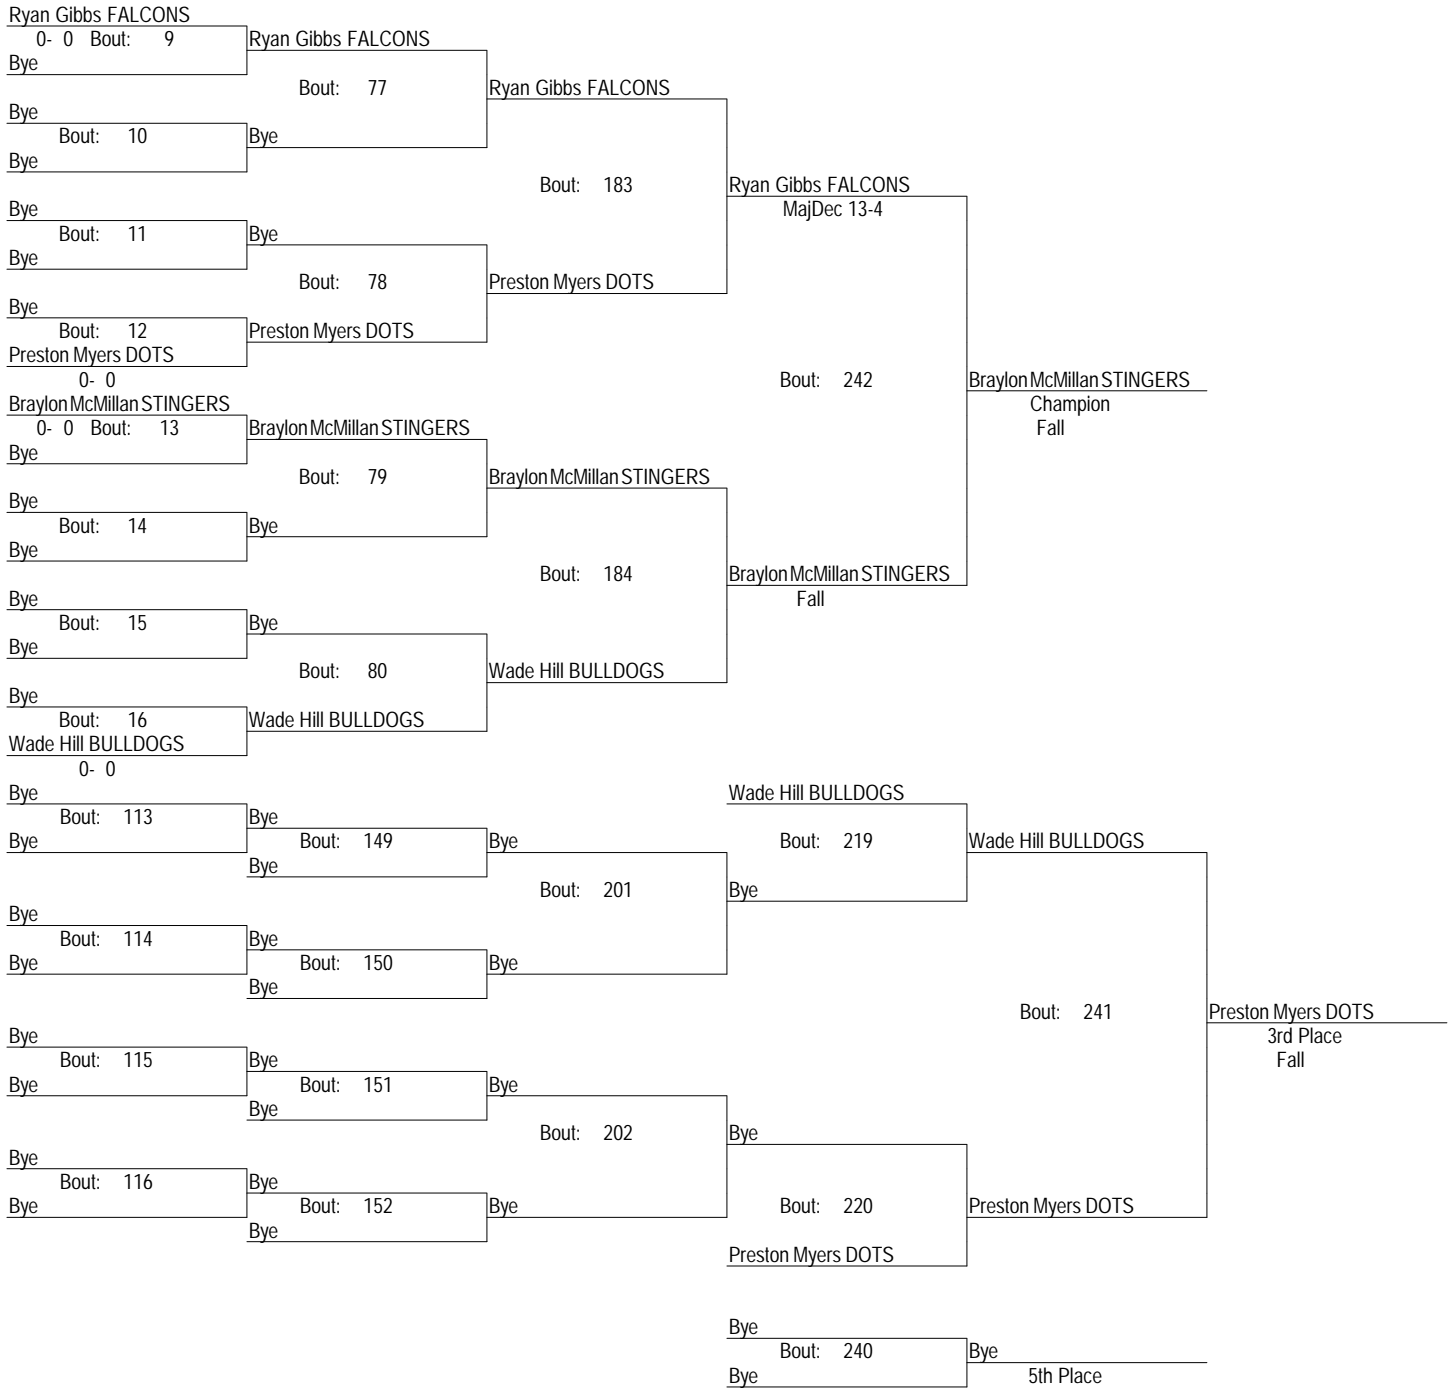 Ryan Gibbs FALCONS
0- 0 Bout: 9 Ryan Gibbs FALCONS
Bye
Bout: 77 Ryan Gibbs FALCONS
Bye
Bout: 10 Bye
Bye
Bout: 183 Ryan Gibbs FALCONS
MajDec 13-4
Bye
Bout: 11 Bye
Bye
Bout: 78 Preston Myers DOTS
Bye
Bout: 12 Preston Myers DOTS
Preston Myers DOTS
0- 0 Bout: 242 Braylon McMillan STINGERS
Braylon McMillan STINGERS Champion
0- 0 Bout: 13 Braylon McMillan STINGERS Fall
Bye
Bout: 79 Braylon McMillan STINGERS
Bye
Bout: 14 Bye
Bye
Bout: 184 Braylon McMillan STINGERS
Bye Fall
Bout: 15 Bye
Bye
Bout: 80 Wade Hill BULLDOGS
Bye
Bout: 16 Wade Hill BULLDOGS
Wade Hill BULLDOGS
0- 0
Bye Wade Hill BULLDOGS
Bout: 113 Bye
Bye Bout: 149 Bye Bout: 219 Wade Hill BULLDOGS
Bye
Bout: 201 Bye
Bye
Bout: 114 Bye
Bye Bout: 150 Bye
Bye
Bout: 241 Preston Myers DOTS
Bye 3rd Place
Bout: 115 Bye Fall
Bye Bout: 151 Bye
Bye
Bout: 202 Bye
Bye
Bout: 116 Bye
Bye Bout: 152 Bye Bout: 220 Preston Myers DOTS
Bye
Preston Myers DOTS
Bye
Bout: 240 Bye
Bye 5th Place